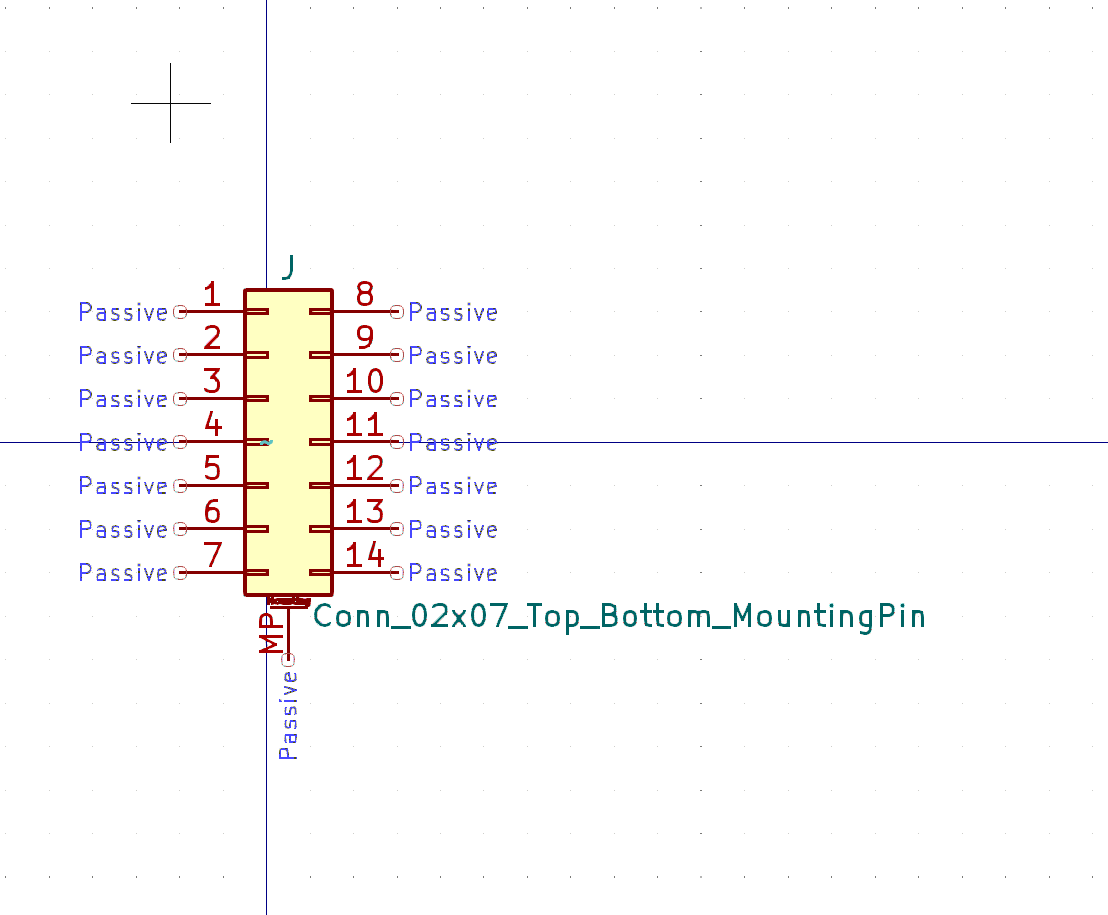 J
Passive 1 8 Passive
Passive 2 9 Passive
Passive 3 10 Passive
Passive 4 11 Passive
Passive 5 12 Passive
Passive 6 13 Passive
Passive 7 14 Passive
Mounting
MP Conn_02x07_Top_Bottom_MountingPin
Passive